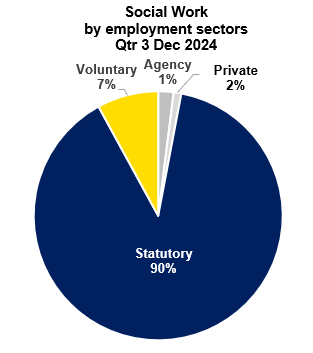 Social Work
by employment sectors
Qtr 3 Dec 2024
Agency
1%
Private
2%
Voluntary
7%
Statutory
90%